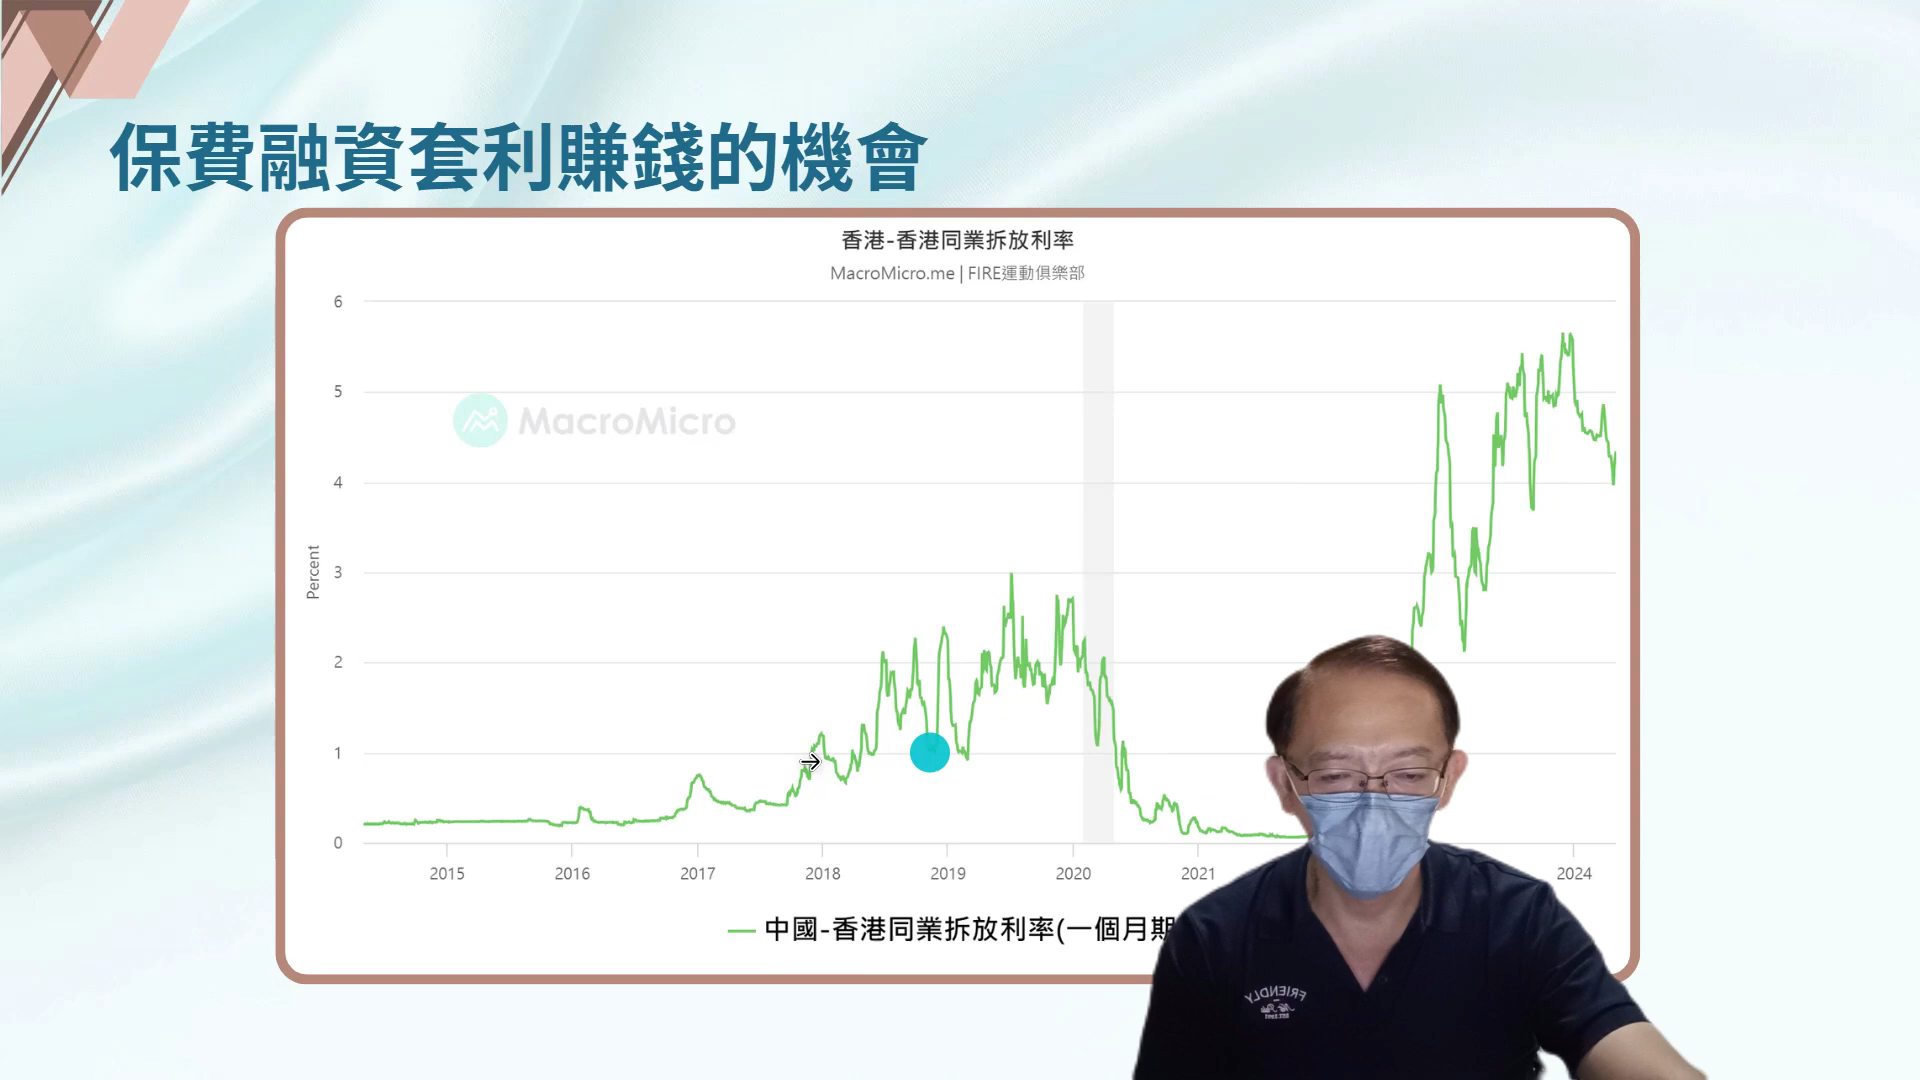 保費融資套利賺錢的機會
香港-香港同業拆放利率
MacroMicro.me | FIRE運動俱樂部
6
5
MacroMicro
4
Percent
3
2
1
0
2015 2016 2017 2018 2019 2020 2021 2024
中國-香港同業拆放利率(一個月期
FRIENDLY